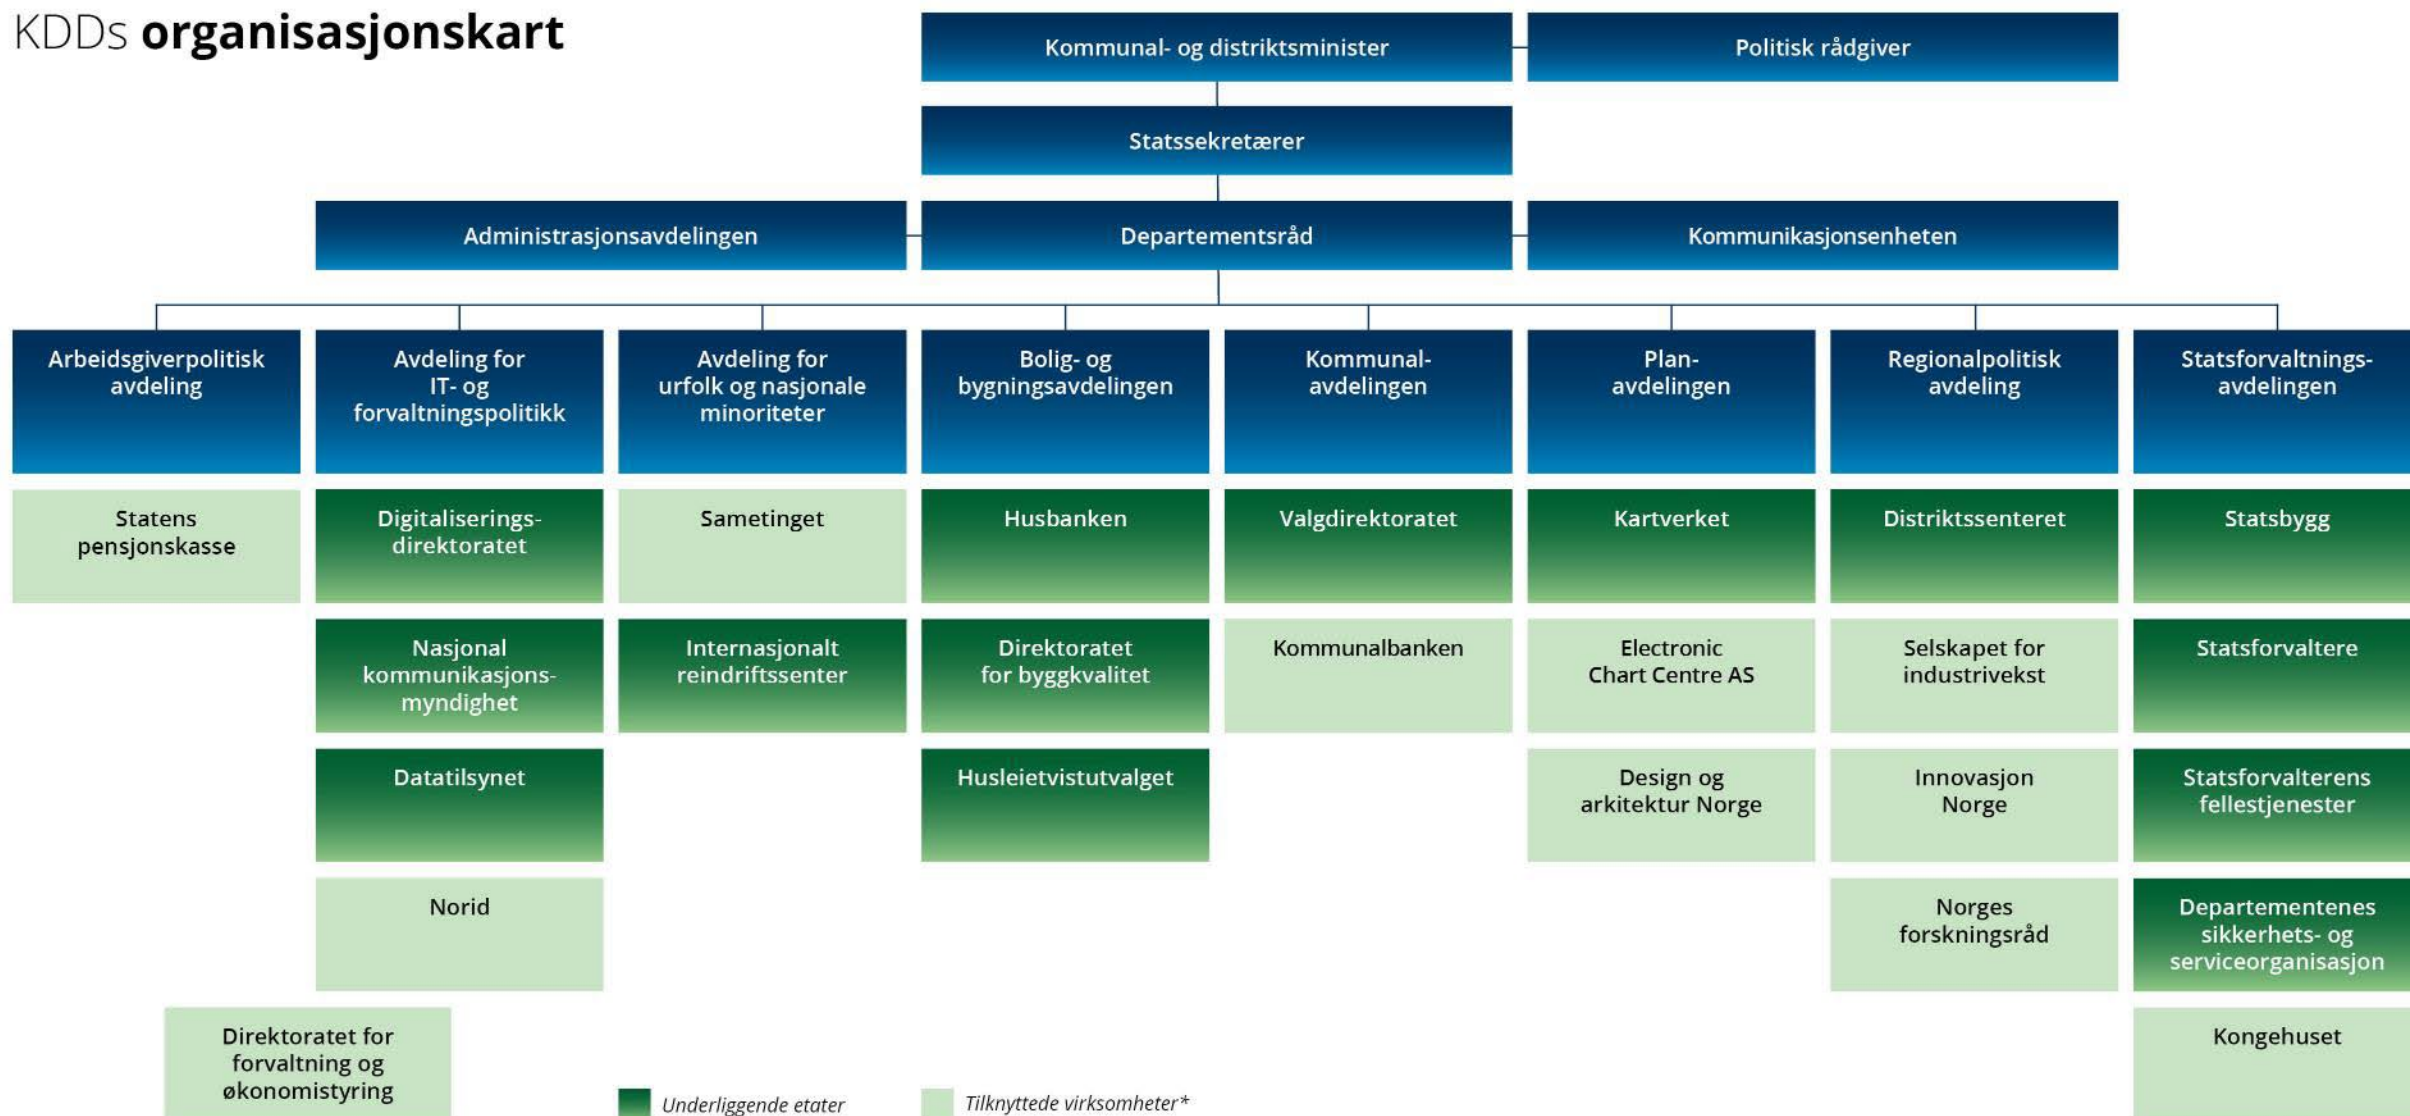 KDDs organisasjonskart
Kommunal- og distriktsminister
Politisk rådgiver
Statssekretærer
Administrasjonsavdelingen
Departementsråd
Kommunikasjonsenheten
Arbeidsgiverpolitisk
avdeling
Avdeling for
IT- og
forvaltningspolitikk
Avdeling for
urfolk og nasjonale
minoriteter
Bolig- og
bygningsavdelingen
Kommunal-
avdelingen
Plan-
avdelingen
Regionalpolitisk
avdeling
Statsforvaltnings-
avdelingen
Statens
pensjonskasse
Digitaliserings-
direktoratet
Sametinget
Husbanken
Valgdirektoratet
Kartverket
Distriktssenteret
Statsbygg
Nasjonal
kommunikasjons-
myndighet
Internasjonalt
reindriftssenter
Direktoratet
for byggkvalitet
Kommunalbanken
Electronic
Chart Centre AS
Selskapet for
industrivekst
Statsforvaltere
Datatilsynet
Husleietvistutvalget
Design og
arkitektur Norge
Innovasjon
Norge
Statsforvalterens
fellestjenester
Norid
Norges
forskningsråd
Departementenes
sikkerhets- og
serviceorganisasjon
Direktoratet for
forvaltning og
økonomistyring
Kongehuset
Underliggende etater
Tilknyttede virksomheter*